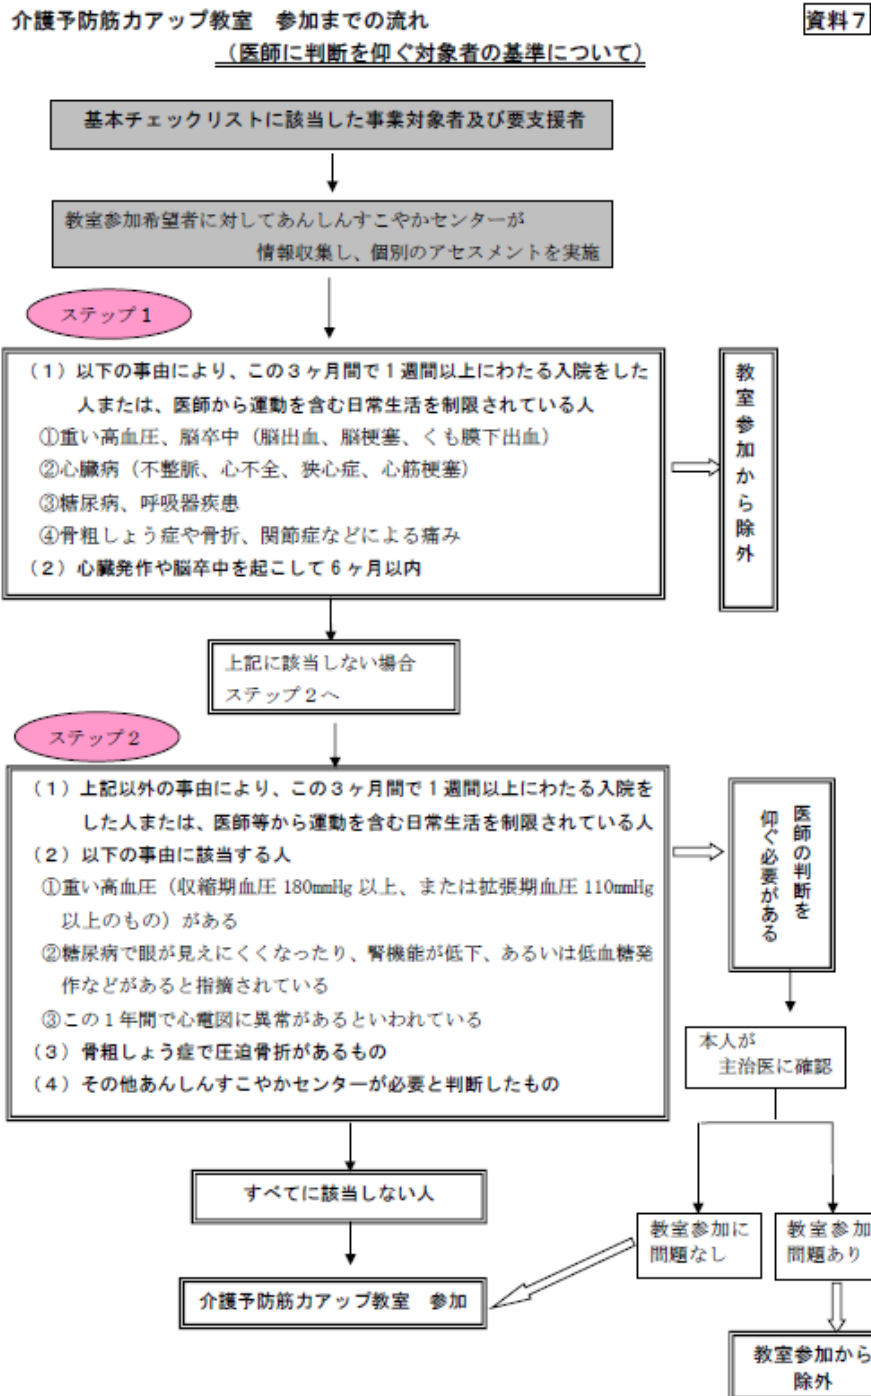 介護予防筋力アップ教室　参加までの流れ
資料7
（医師に判断を仰ぐ対象者の基準について）
基本チェックリストに該当した事業対象者及び要支援者
教室参加希望者に対してあんしんすこやかセンターが
情報収集し、個別のアセスメントを実施
ステップ1
（1）以下の事由により、この3ヶ月間で1週間以上にわたる入院をした
人または、医師から運動を含む日常生活を制限されている人
①重い高血圧、脳卒中（脳出血、脳梗塞、くも膜下出血）
②心臓病（不整脈、心不全、狭心症、心筋梗塞）
③糖尿病、呼吸器疾患
④骨粗しょう症や骨折、関節症などによる痛み
（2）心臓発作や脳卒中を起こして6ヶ月以内
教室参加から除外
上記に該当しない場合
ステップ2へ
ステップ2
（1）上記以外の事由により、この3ヶ月間で1週間以上にわたる入院を
した人または、医師等から運動を含む日常生活を制限されている人
（2）以下の事由に該当する人
①重い高血圧（収縮期血圧180mmHg以上、または拡張期血圧110mmHg
以上のもの）がある
②糖尿病で眼が見えにくくなったり、腎機能が低下、あるいは低血糖発
作などがあると指摘されている
③この1年間で心電図に異常があるといわれている
（3）骨粗しょう症で圧迫骨折があるもの
（4）その他あんしんすこやかセンターが必要と判断したもの
医師の判断を
仰ぐ必要がある
本人が
主治医に確認
すべてに該当しない人
教室参加に
問題なし
教室参加
問題あり
介護予防筋力アップ教室　参加
教室参加から
除外